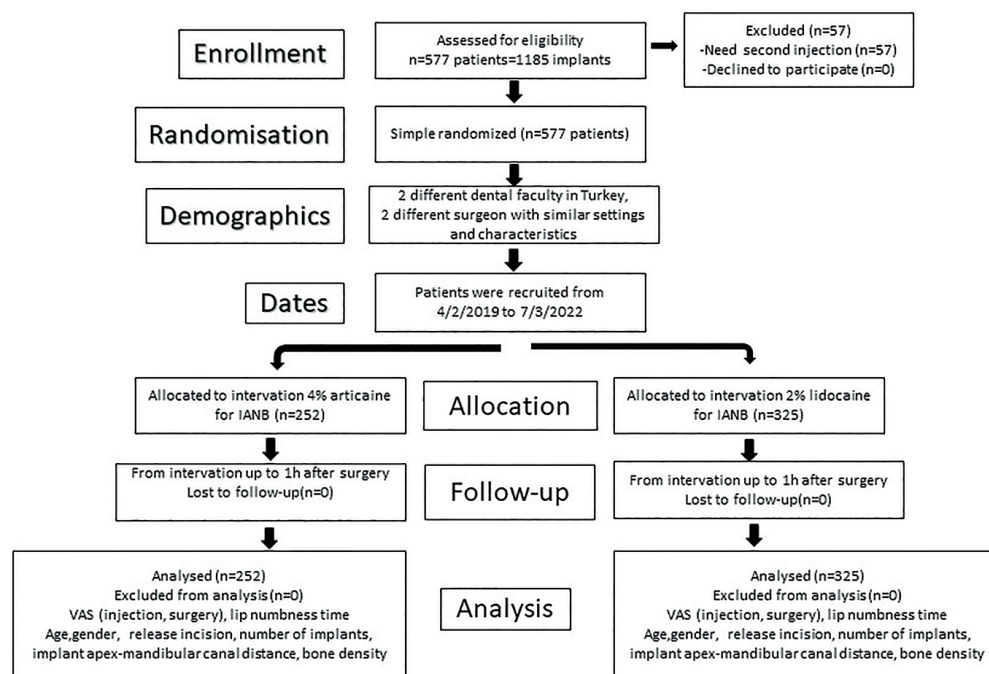 Enrollment
Assessed for eligibility
n=577 patients=1185 implants
Excluded (n=57)
-Need second injection (n=57)
-Declined to participate (n=0)
Randomisation
Simple randomized (n=577 patients)
Demographics
2 different dental faculty in Turkey,
2 different surgeon with similar settings
and characteristics
Dates
Patients were recruited from
4/2/2019 to 7/3/2022
Allocated to intervention 4% articaine
for IANB (n=252)
Allocation
Allocated to intervention 2% lidocaine
for IANB (n=325)
From intervation up to 1h after surgery
Lost to follow-up(n=0)
Follow-up
From intervation up to 1h after surgery
Lost to follow-up(n=0)
Analysed (n=252)
Excluded from analysis(n=0)
VAS (injection, surgery), lip numbness time
Age,gender, release incision, number of implants,
implant apex-mandibular canal distance, bone density
Analysis
Analysed (n=325)
Excluded from analysis(n=0)
VAS (injection, surgery), lip numbness time
Age,gender, release incision, number of implants,
implant apex-mandibular canal distance, bone density